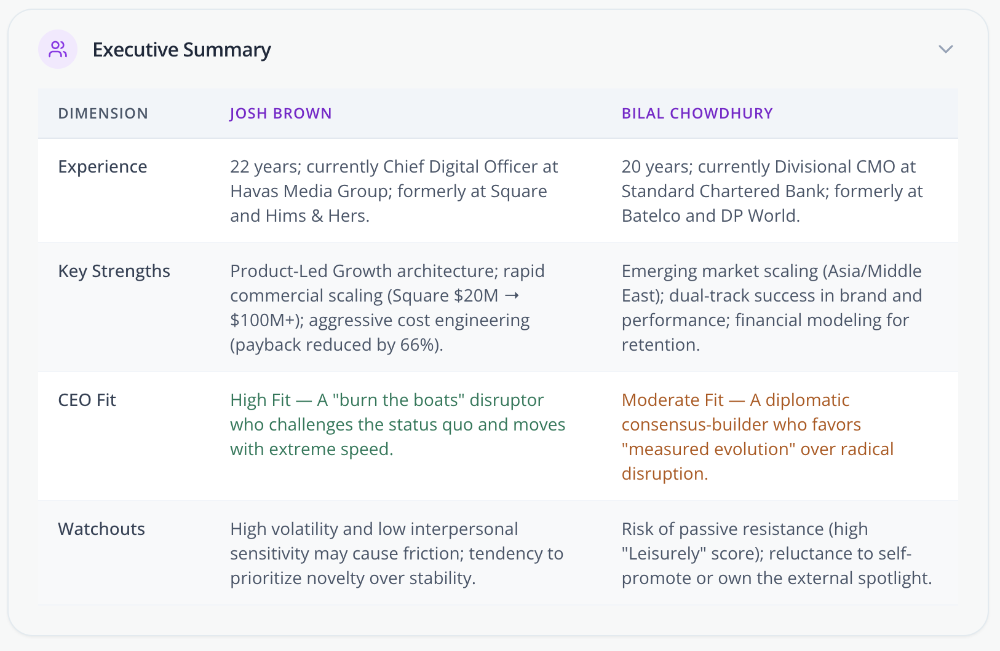 Executive Summary
DIMENSION
JOSH BROWN
BILAL CHOWDHURY
Experience
22 years; currently Chief Digital Officer at
Havas Media Group; formerly at Square
and Hims & Hers.
20 years; currently Divisional CMO at
Standard Chartered Bank; formerly at
Batelco and DP World.
Key Strengths
Product-Led Growth architecture; rapid
commercial scaling (Square $20M →
$100M+); aggressive cost engineering
(payback reduced by 66%).
Emerging market scaling (Asia/Middle
East); dual-track success in brand and
performance; financial modeling for
retention.
CEO Fit
High Fit — A "burn the boats" disruptor
who challenges the status quo and moves
with extreme speed.
Moderate Fit — A diplomatic
consensus-builder who favors
"measured evolution" over radical
disruption.
Watchouts
High volatility and low interpersonal
sensitivity may cause friction; tendency to
prioritize novelty over stability.
Risk of passive resistance (high
"Leisurely" score); reluctance to self-
promote or own the external spotlight.